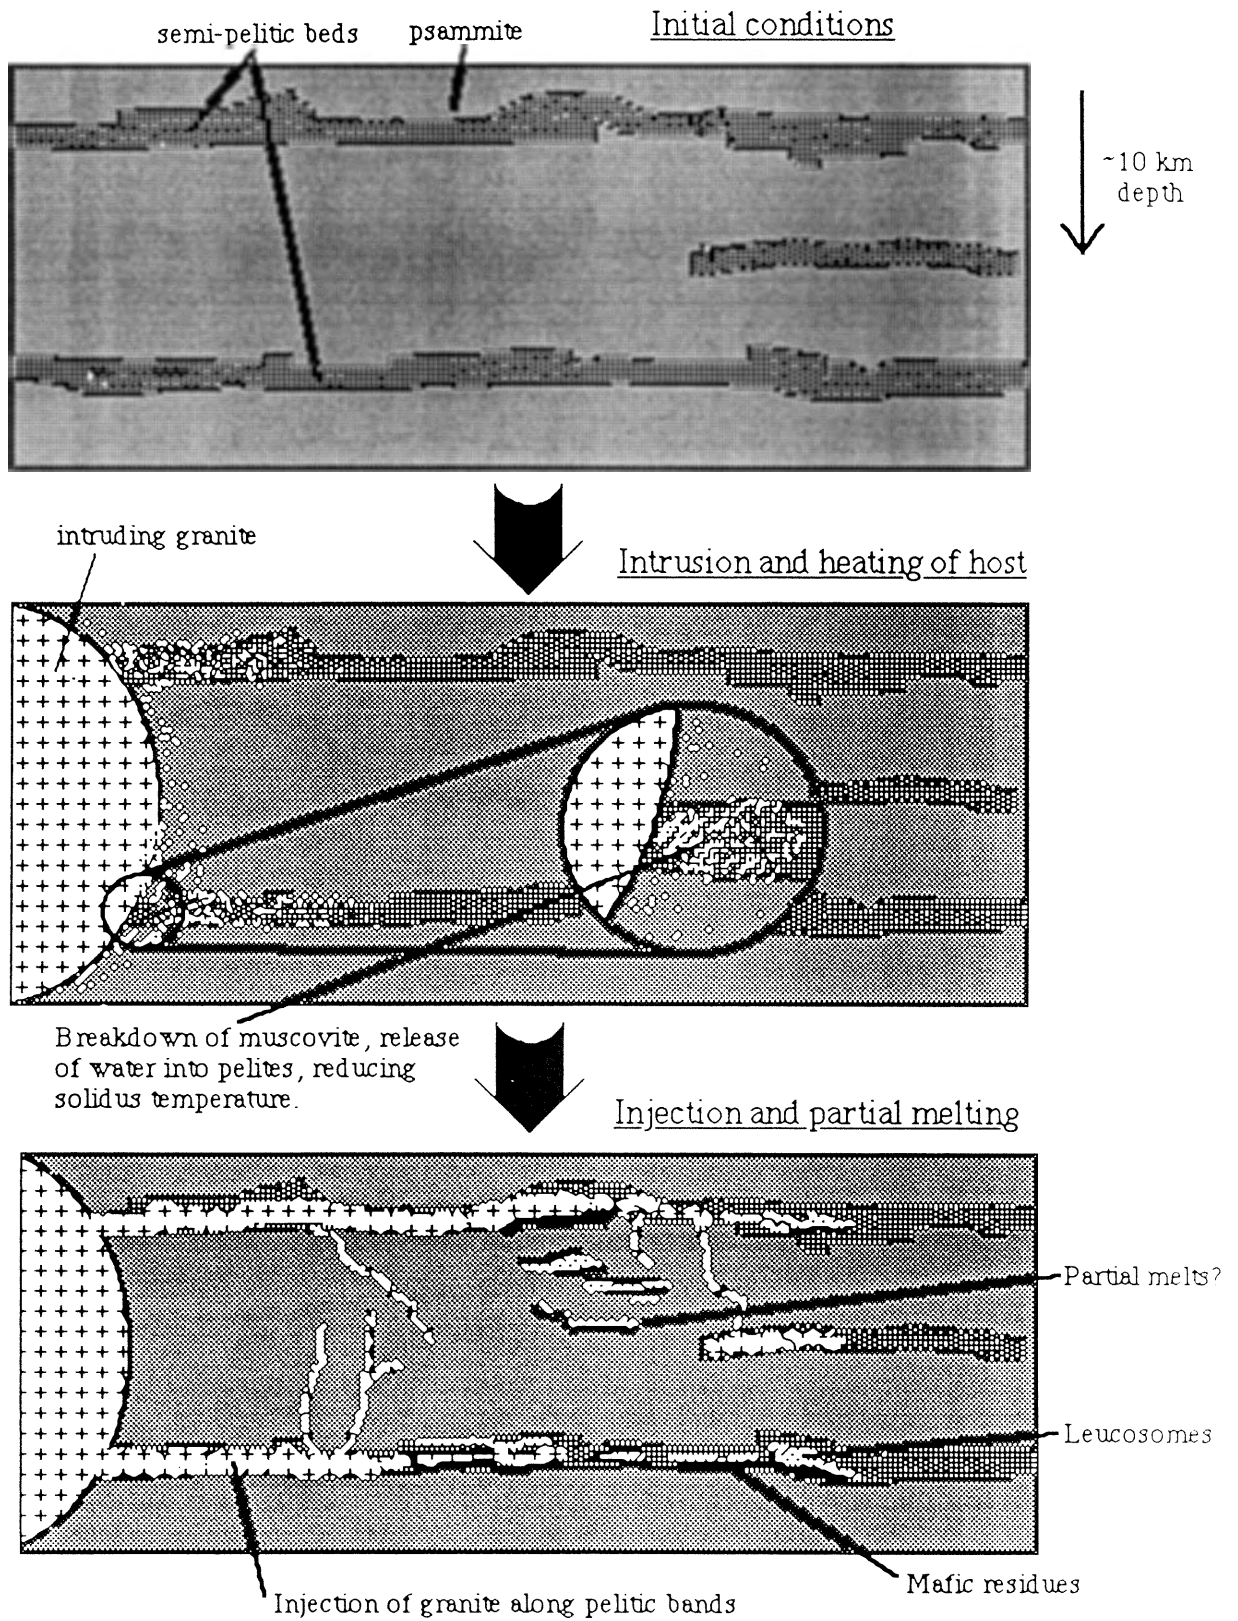 Initial conditions
semi-pelitic beds
psammite
~10 km
depth
intruding granite
Intrusion and heating of host
Breakdown of muscovite, release
of water into pelites, reducing
solidus temperature.
Injection and partial melting
Partial melts?
Leucosomes
Mafic residues
Injection of granite along pelitic bands